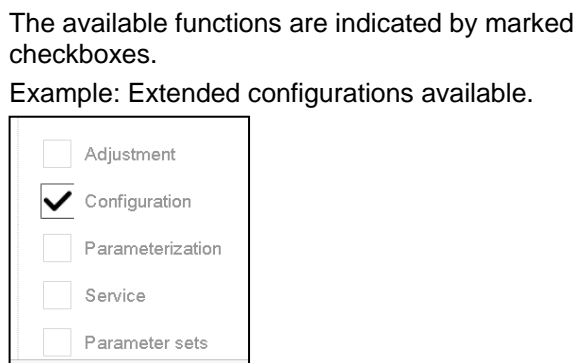 The available functions are indicated by marked
checkboxes.
Example: Extended configurations available.
Adjustment
Configuration
Parameterization
Service
Parameter sets